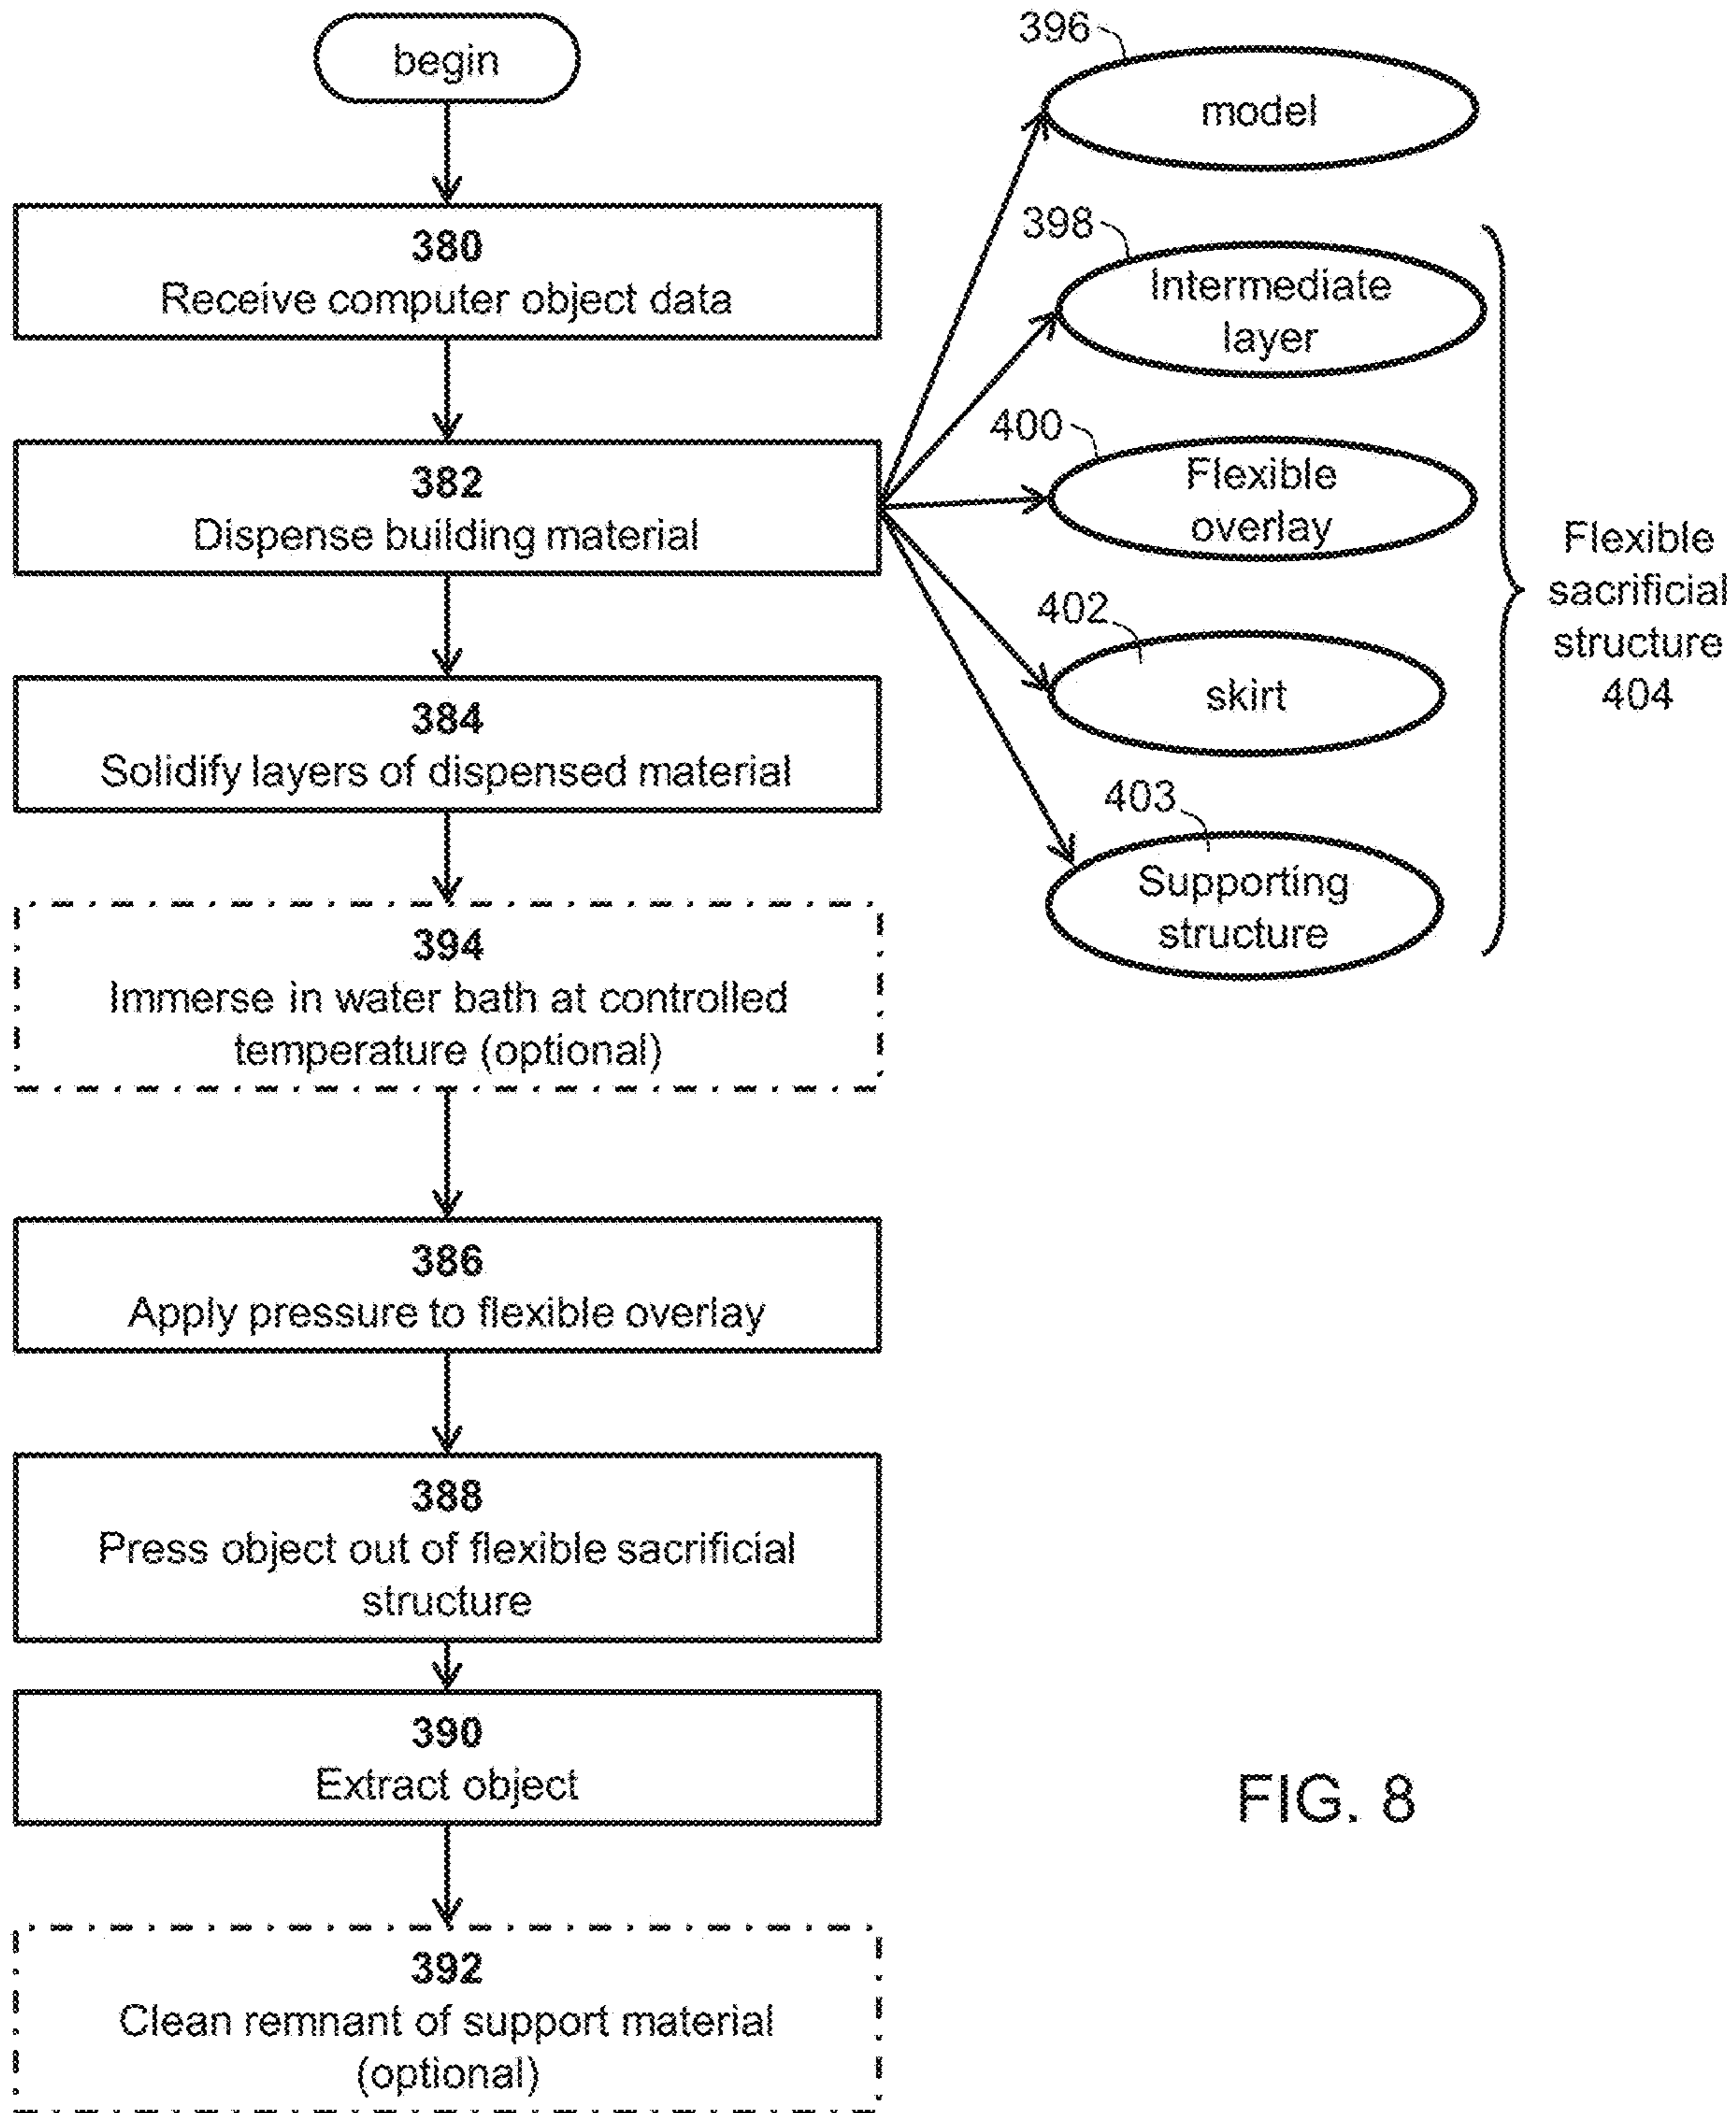 begin
380
Receive computer object data
382
Dispense building material
384
Solidify layers of dispensed material
394
Immerse in water bath at controlled
temperature (optional)
386
Apply pressure to flexible overlay
388
Press object out of flexible sacrificial
structure
390
Extract object
392
Clean remnant of support material
(optional)
396
model
398
Intermediate
layer
400
Flexible
overlay
402
skirt
403
Supporting
structure
Flexible
sacrificial
structure
404
FIG. 8